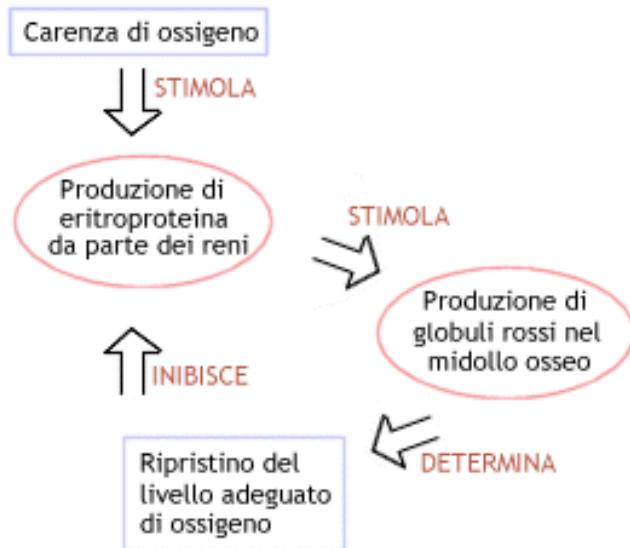 Carenza di ossigeno
STIMOLA
Produzione di
eritroproteina
da parte dei reni
STIMOLA
Produzione di
globuli rossi nel
midollo osseo
DETERMINA
Ripristino del
livello adeguato
di ossigeno
INIBISCE